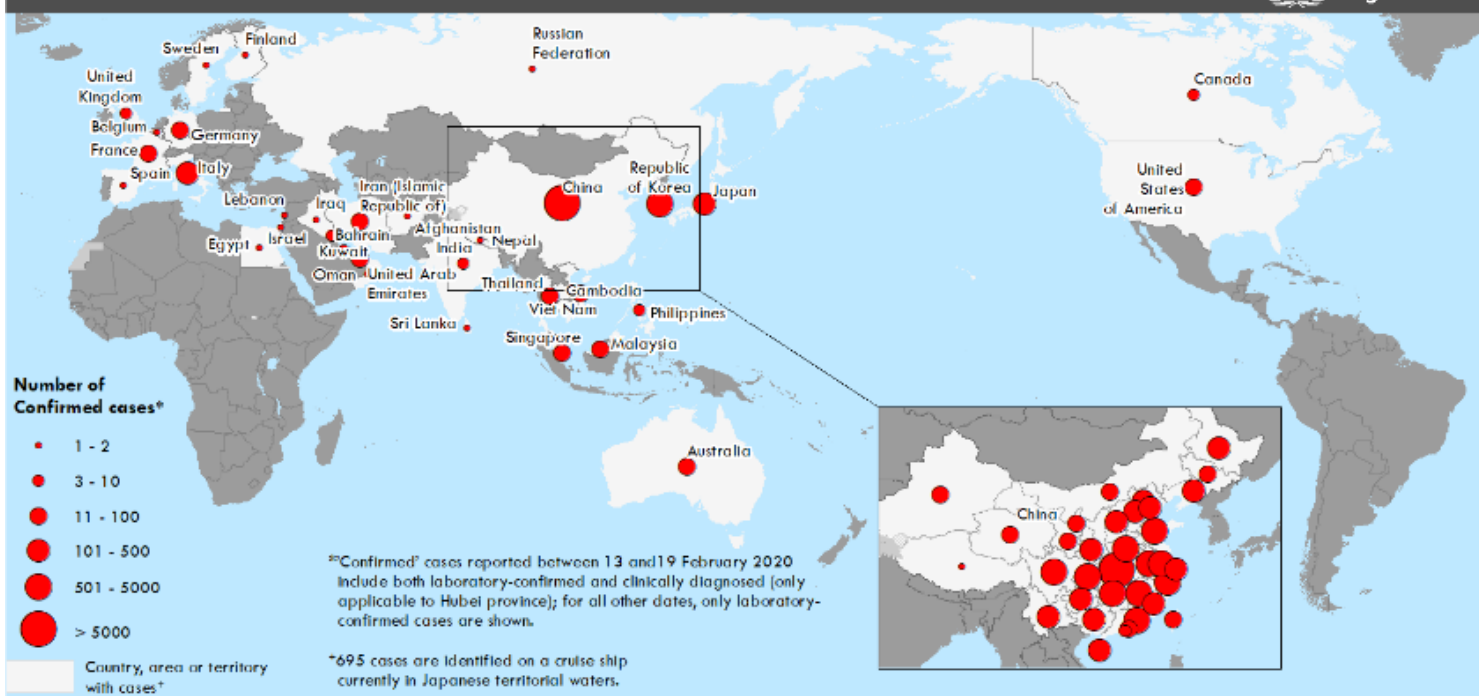 Sweden
Finland
Russian
Federation
United
Kingdom
Canada
Belgium
Germany
France
Italy
Spain
United
States
of America
Republic
of Korea
China
Japan
Lebanon
Iraq
Iran (Islamic
Republic of)
Israel
Bahrain
Afghanistan
Egypt
Kuwait
India
Nepal
Oman
United Arab
Emirates
Thailand
Cambodia
Viet Nam
Philippines
Sri Lanka
Singapore
Malaysia
Australia
China
Number of
Confirmed cases*
1 - 2
3 - 10
11 - 100
101 - 500
501 - 5000
> 5000
Country, area or territory
with cases⁺
*"Confirmed' cases reported between 13 and19 February 2020
include both laboratory-confirmed and clinically diagnosed (only
applicable to Hubei province); for all other dates, only laboratory-
confirmed cases are shown.
⁺695 cases are identified on a cruise ship
currently in Japanese territorial waters.